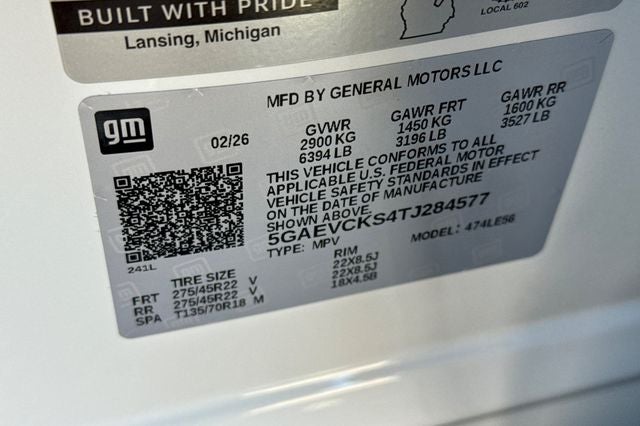 BUILT WITH PRIDE
Lansing, Michigan
LOCAL 602
MFD BY GENERAL MOTORS LLC
gm
02/26
GVWR
2900 KG
6394 LB
GAWR FRT
1450 KG
3196 LB
GAWR RR
1600 KG
3527 LB
THIS VEHICLE CONFORMS TO ALL
APPLICABLE U.S. FEDERAL MOTOR
VEHICLE SAFETY STANDARDS IN EFFECT
ON THE DATE OF MANUFACTURE
SHOWN ABOVE.
5GAEVCKS4TJ284577
TYPE: MPV
MODEL: 474LE56
241L
TIRE SIZE
RIM
FRT 275/45R22 V 22X8.5J
RR 275/45R22 V 22X8.5J
SPA T135/70R18 M 18X4.5B